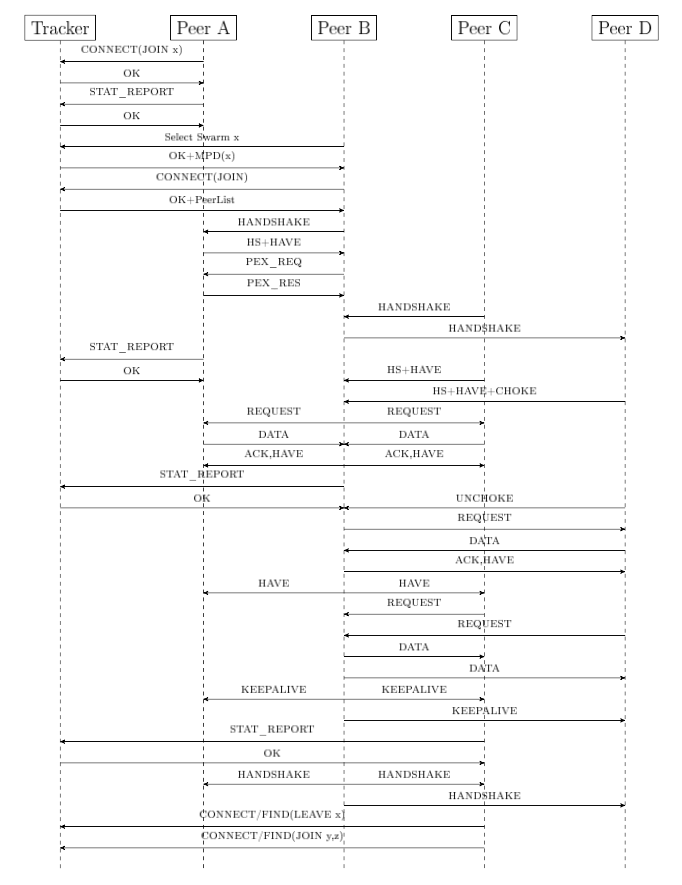 Tracker Peer A Peer B Peer C Peer D
CONNECT(JOIN x)
OK
STAT_REPORT
OK
Select Swarm x
OK+MPD(x)
CONNECT(JOIN)
OK+PeerList
HANDSHAKE
HS+HAVE
PEX_REQ
PEX_RES
HANDSHAKE
HANDSHAKE
STAT_REPORT
OK HS+HAVE
HS+HAVE+CHOKE
REQUEST REQUEST
DATA DATA
ACK,HAVE ACK,HAVE
STAT_REPORT
OK UNCHOKE
REQUEST
DATA
ACK,HAVE
HAVE HAVE
REQUEST
REQUEST
DATA
DATA
KEEPALIVE KEEPALIVE
KEEPALIVE
STAT_REPORT
OK
HANDSHAKE HANDSHAKE
HANDSHAKE
CONNECT/FIND(LEAVE x)
CONNECT/FIND(JOIN y,z)